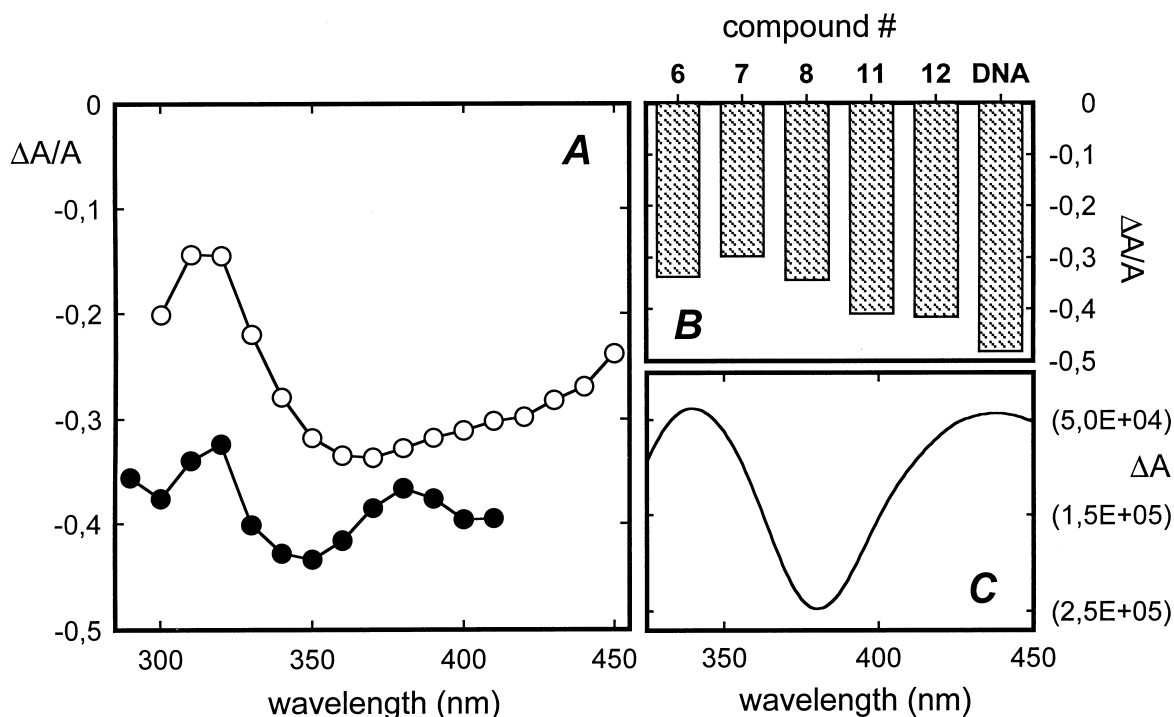 compound #
6 7 8 11 12 DNA
0
ΔA/A
-0,1
-0,2
-0,3
-0,4
-0,5
A
300 350 400 450
wavelength (nm)
0
-0,1
-0,2
-0,3
-0,4
-0,5
ΔA/A
B
(5,0E+04)
ΔA
(1,5E+05)
(2,5E+05)
C
350 400 450
wavelength (nm)